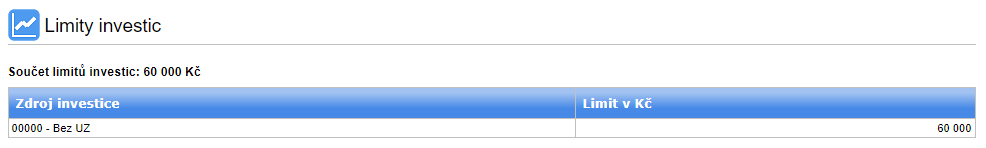 Limity investic
Součet limitů investic: 60 000 Kč
Zdroj investice Limit v Kč
00000 - Bez UZ 60 000